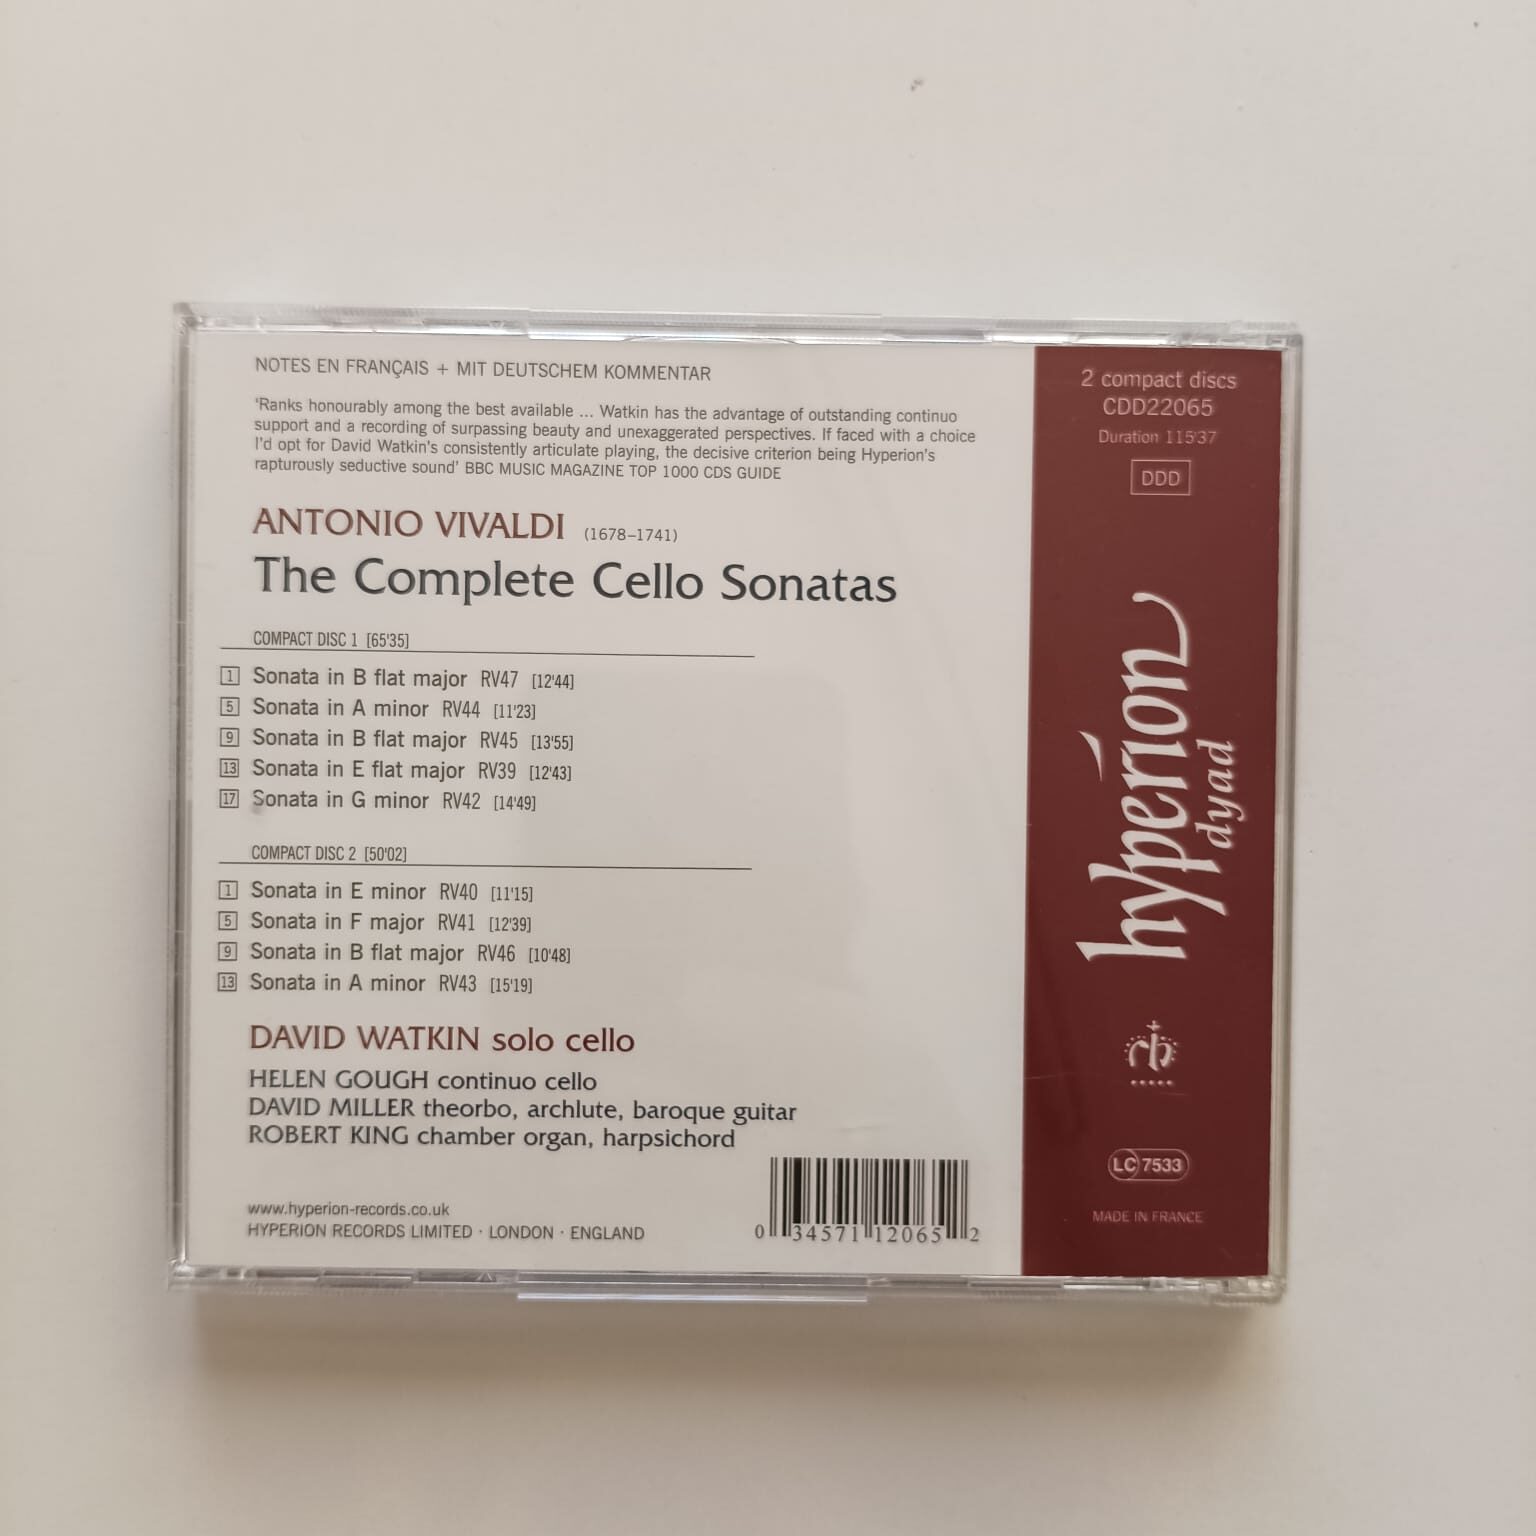 NOTES EN FRANÇAIS + MIT DEUTSCHEM KOMMENTAR
'Ranks honourably among the best available ... Watkin has the advantage of outstanding continuo
support and a recording of surpassing beauty and unexaggerated perspectives. If faced with a choice
I'd opt for David Watkin's consistently articulate playing, the decisive criterion being Hyperion's
rapturously seductive sound' BBC MUSIC MAGAZINE TOP 1000 CDS GUIDE
ANTONIO VIVALDI (1678–1741)
The Complete Cello Sonatas
COMPACT DISC 1 [65'35]
1 Sonata in B flat major RV47 [12'44]
5 Sonata in A minor RV44 [11'23]
9 Sonata in B flat major RV45 [13'55]
13 Sonata in E flat major RV39 [12'43]
17 Sonata in G minor RV42 [14'49]
COMPACT DISC 2 [50'02]
1 Sonata in E minor RV40 [11'15]
5 Sonata in F major RV41 [12'39]
9 Sonata in B flat major RV46 [10'48]
13 Sonata in A minor RV43 [15'19]
DAVID WATKIN solo cello
HELEN GOUGH continuo cello
DAVID MILLER theorbo, archlute, baroque guitar
ROBERT KING chamber organ, harpsichord
www.hyperion-records.co.uk
HYPERION RECORDS LIMITED · LONDON · ENGLAND
0 34571 12065 2
2 compact discs
CDD22065
Duration 115'37
DDD
hyperion
dyad
LC 7533
MADE IN FRANCE